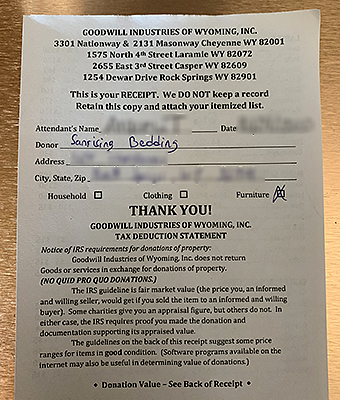 GOODWILL INDUSTRIES OF WYOMING, INC.
3301 Nationway & 2131 Masonway Cheyenne WY 82001
1575 North 4th Street Laramie WY 82072
2655 East 3rd Street Casper WY 82609
1254 Dewar Drive Rock Springs WY 82901
This is your RECEIPT. We DO NOT keep a record
Retain this copy and attach your itemized list.
Attendant's Name Date
Donor Sunrising Bedding
Address
City, State, Zip
Household Clothing Furniture
THANK YOU!
GOODWILL INDUSTRIES OF WYOMING, INC.
TAX DEDUCTION STATEMENT
Notice of IRS requirements for donations of property:
Goodwill Industries of Wyoming, Inc. does not return
Goods or services in exchange for donations of property.
(NO QUID PRO QUO DONATIONS.)
The IRS guideline is fair market value (the price you, an informed
and willing seller, would get if you sold the item to an informed and willing
buyer). Some charities give you an appraisal figure, but others do not. In
either case, the IRS requires proof you made the donation and
documentation supporting its appraised value.
The guidelines on the back of this receipt suggest some price
ranges for items in good condition. (Software programs available on the
internet may also be useful in determining value of donations.)
• Donation Value – See Back of Receipt •